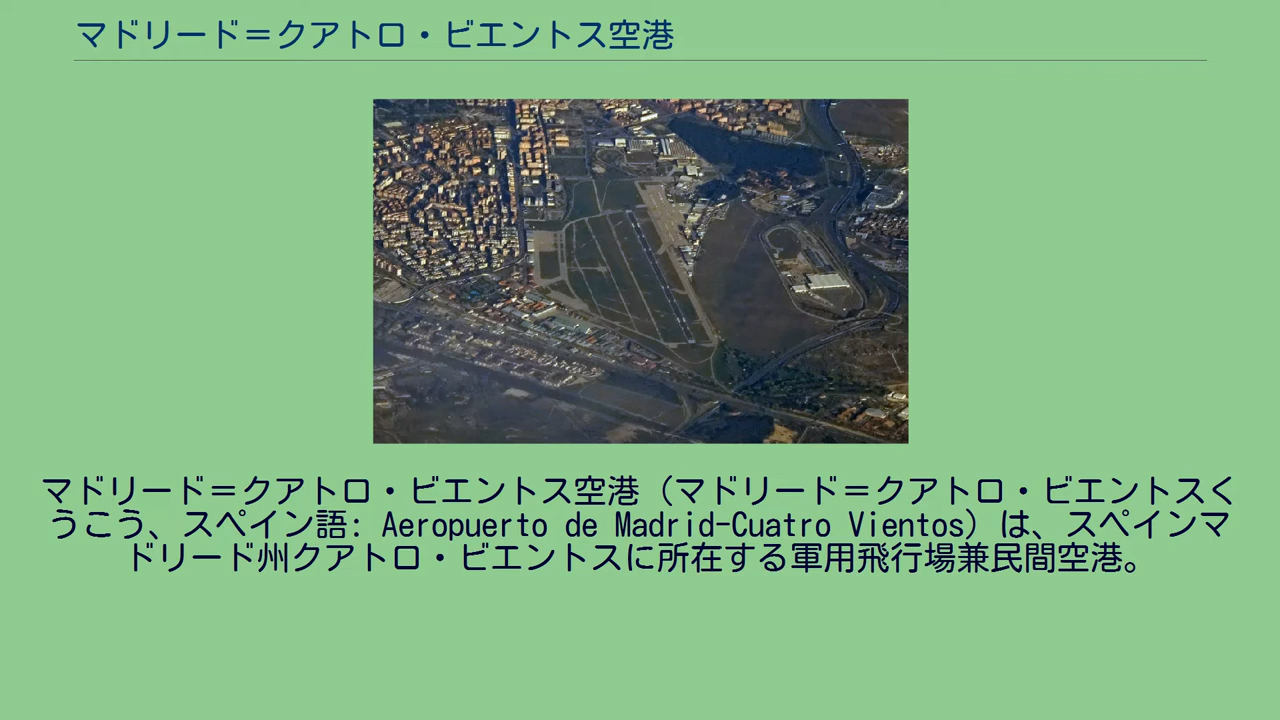 マドリード＝クアトロ・ビエントス空港
マドリード＝クアトロ・ビエントス空港（マドリード＝クアトロ・ビエントスく
うこう、スペイン語: Aeropuerto de Madrid-Cuatro Vientos）は、スペインマ
ドリード州クアトロ・ビエントスに所在する軍用飛行場兼民間空港。